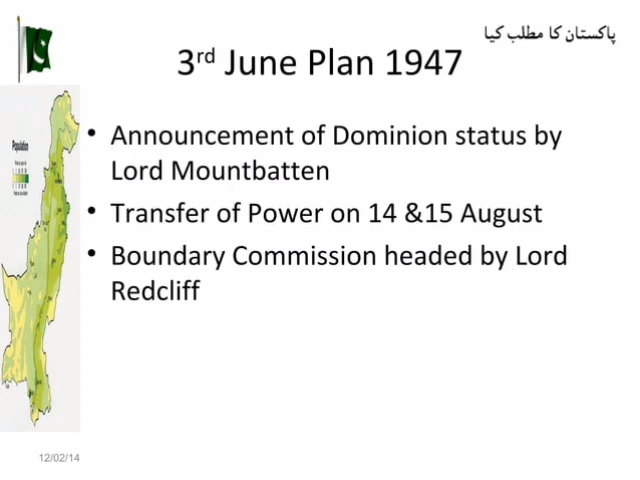 پاکستان کا مطلب کیا
3rd June Plan 1947
• Announcement of Dominion status by
Lord Mountbatten
• Transfer of Power on 14 &15 August
• Boundary Commission headed by Lord
Redcliff
Population
12/02/14